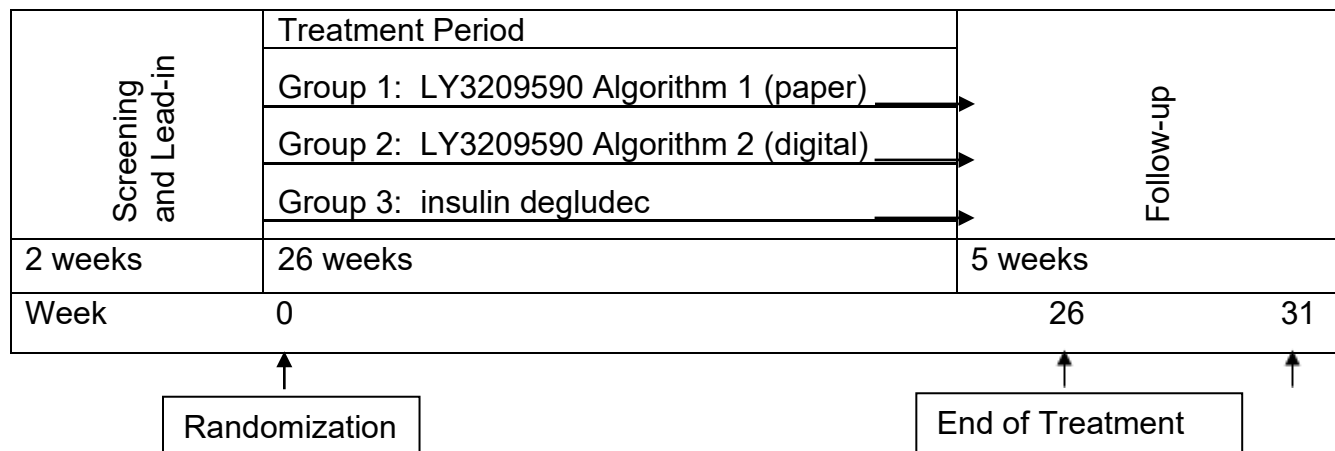 Screening
and Lead-in
Treatment Period
Group 1: LY3209590 Algorithm 1 (paper)
Group 2: LY3209590 Algorithm 2 (digital)
Group 3: insulin degludec
Follow-up
2 weeks 26 weeks 5 weeks
Week 0 26 31
Randomization End of Treatment